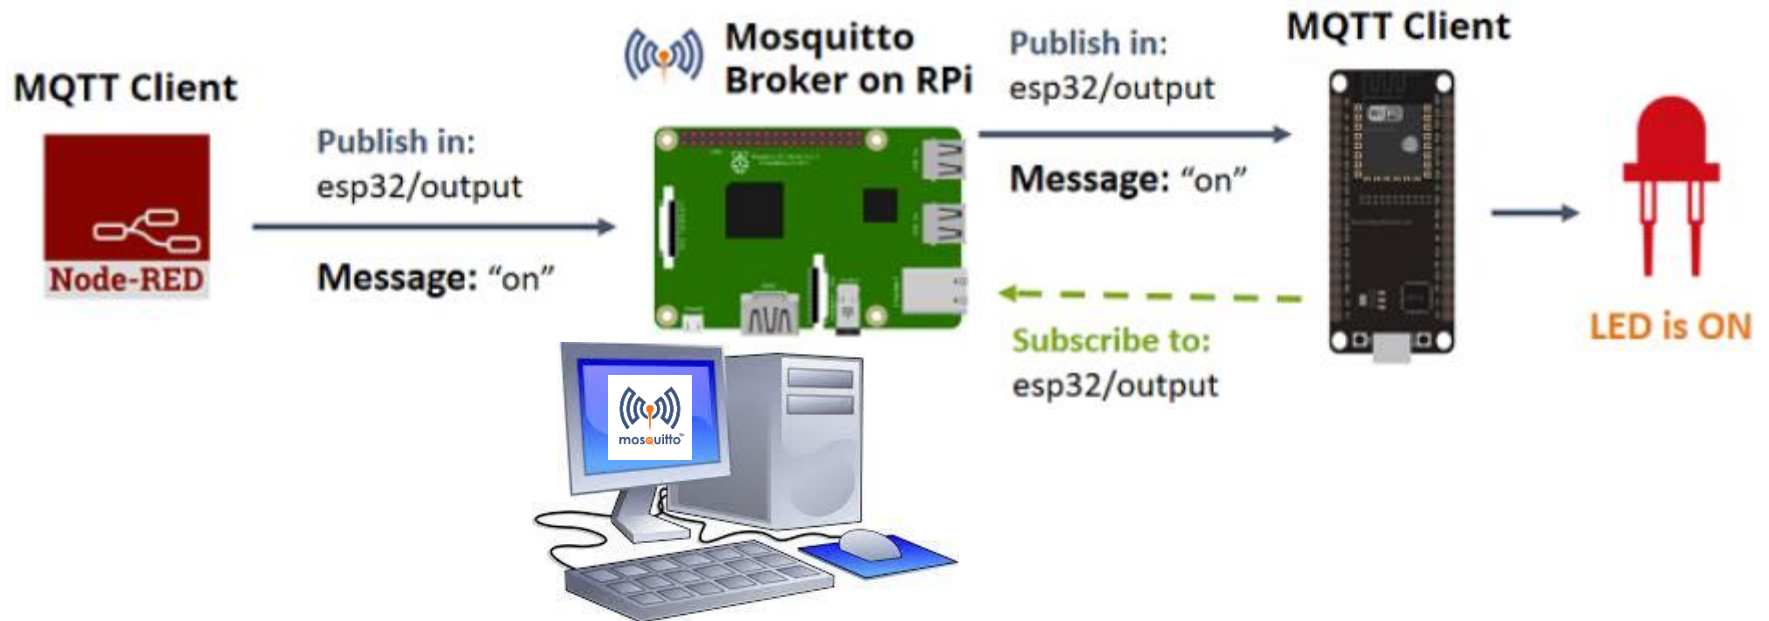 MQTT Client
Node-RED
Publish in:
esp32/output
Message: “on”
Mosquitto
Broker on RPi
mosquitto
Publish in:
esp32/output
Message: “on”
Subscribe to:
esp32/output
MQTT Client
LED is ON